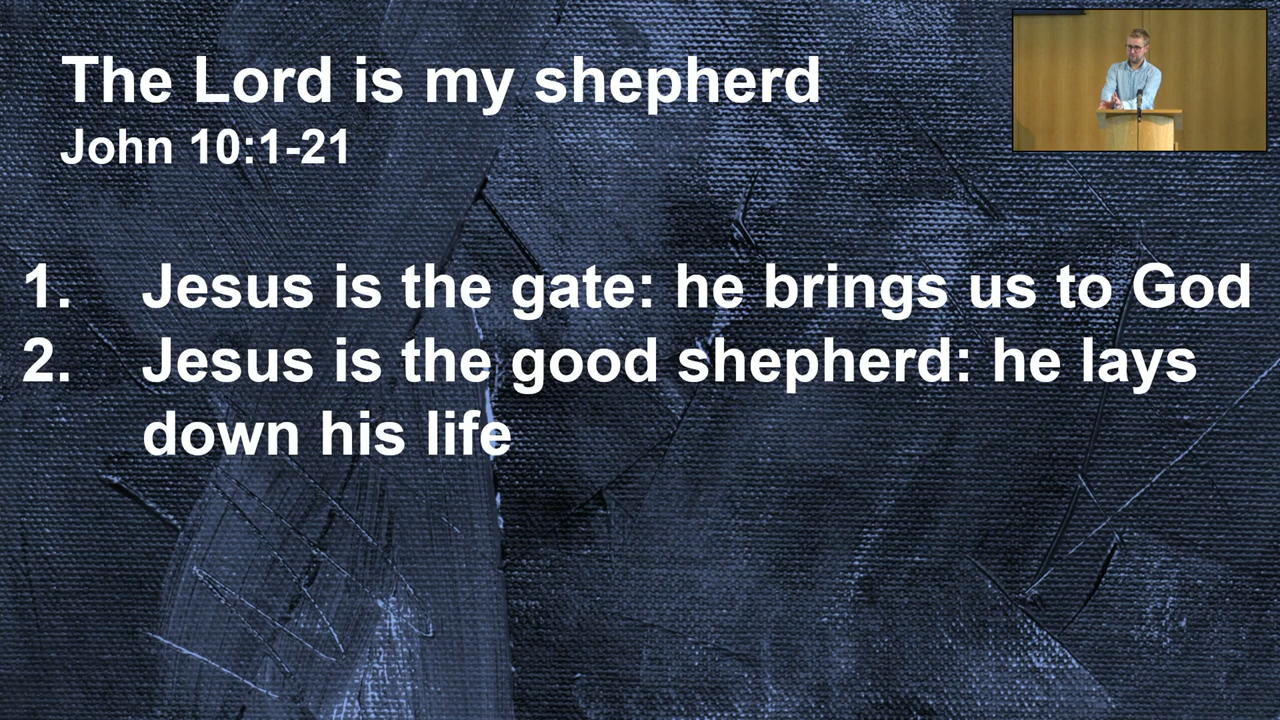 The Lord is my shepherd
John 10:1-21
1. Jesus is the gate: he brings us to God
2. Jesus is the good shepherd: he lays
down his life